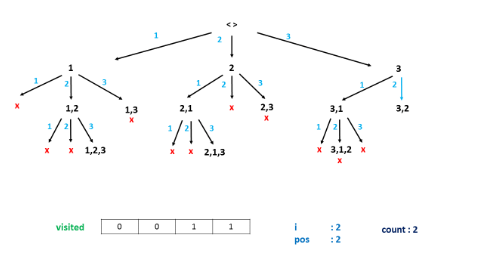 < >
1 2 3
1 2 3
1 2 3 1 2 3 1 2
x 1,2 1,3 2,1 x 2,3 3,1 3,2
x x
1 2 3 1 2 3 1 2 3
x x 1,2,3 x x 2,1,3 x 3,1,2 x
x
visited 0 0 1 1 i : 2 count : 2
pos : 2